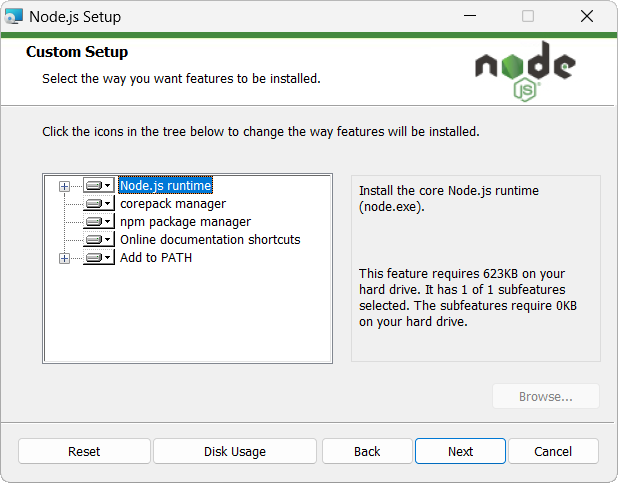 Node.js Setup
Custom Setup
Select the way you want features to be installed.
node
JS
Click the icons in the tree below to change the way features will be installed.
Node.js runtime
corepack manager
npm package manager
Online documentation shortcuts
Add to PATH
Install the core Node.js runtime
(node.exe).
This feature requires 623KB on your
hard drive. It has 1 of 1 subfeatures
selected. The subfeatures require 0KB
on your hard drive.
Browse...
Reset
Disk Usage
Back
Next
Cancel